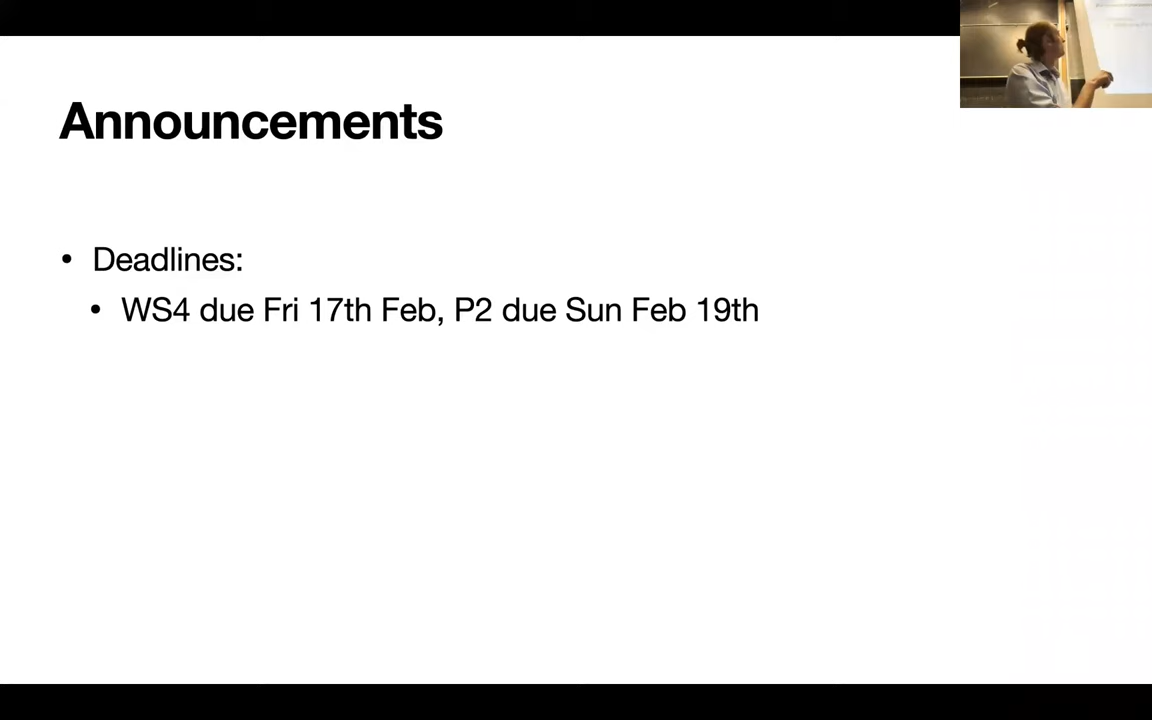 Announcements
• Deadlines:
• WS4 due Fri 17th Feb, P2 due Sun Feb 19th